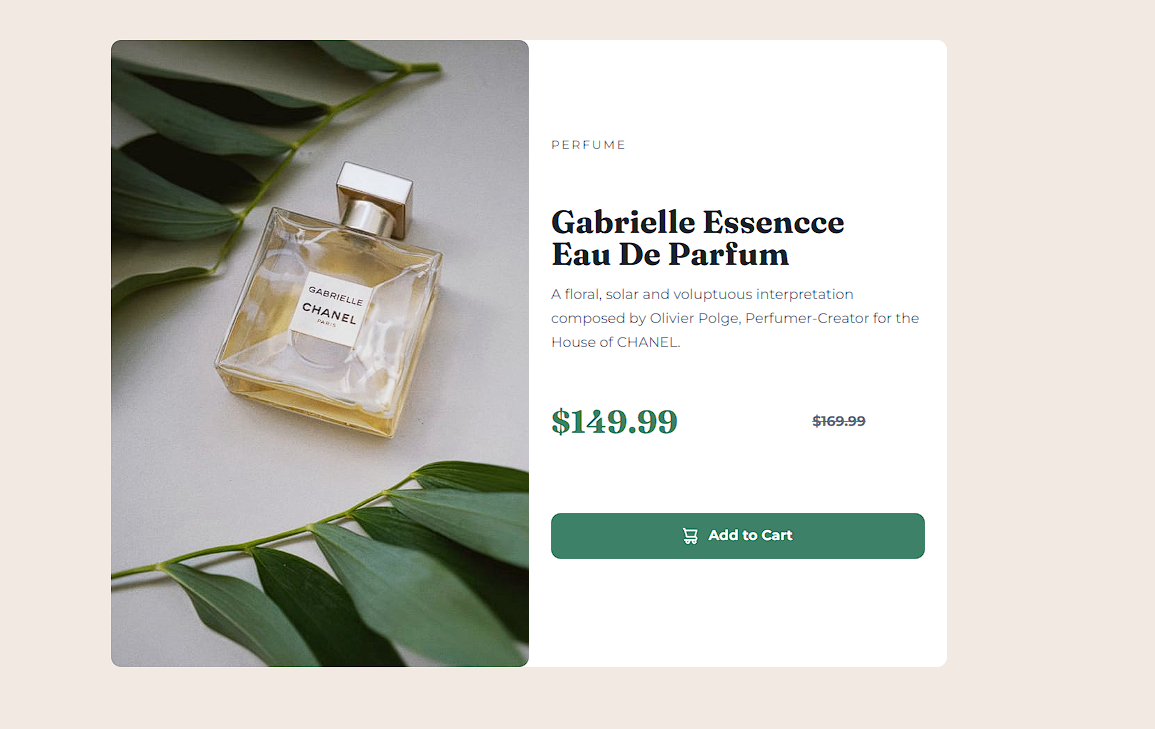 GABRIELLE
CHANEL
PARIS
PERFUME
Gabrielle Essencce
Eau De Parfum
A floral, solar and voluptuous interpretation
composed by Olivier Polge, Perfumer-Creator for the
House of CHANEL.
$149.99
$169.99
Add to Cart